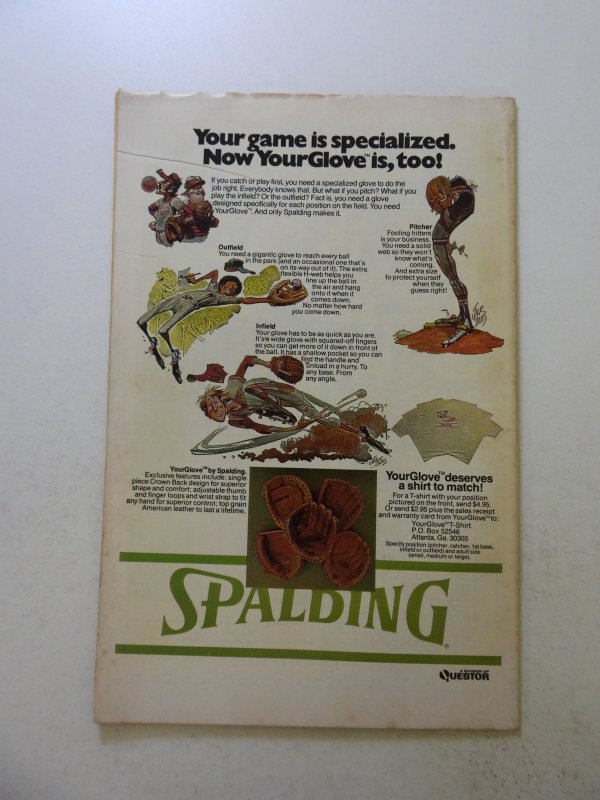 Your game is specialized.
Now YourGlove™ is, too!
If you catch or play first, you need a specialized glove to do the
job right. Everybody knows that. But what if you pitch? What if you
play the infield? Or the outfield? Fact is, you need a glove
designed specifically for each position on the field. You need
YourGlove™. And only Spalding makes it.
Pitcher
Fooling hitters
is your business.
You need a solid
web so they won't
know what's
coming.
And extra size
to protect yourself
when they
guess right!
Outfield
You need a gigantic glove to reach every ball
in the park (and an occasional one that's
on its way out of it). The extra
flexible H-web helps you
line up the ball in
the air and hang
onto it when it
comes down.
No matter how hard
you come down.
Infield
Your glove has to be as quick as you are.
It's a wide glove with squared-off fingers
so you can get more of it down in front of
the ball. It has a shallow pocket so you can
find the handle and
unload in a hurry. To
any base. From
any angle.
YourGlove™ by Spalding.
Exclusive features include: single
piece Crown Back design for superior
shape and comfort; adjustable thumb
and finger loops and wrist strap to fit
any hand for superior control; top grain
American leather to last a lifetime.
YourGlove™ deserves
a shirt to match!
For a T-shirt with your position
pictured on the front, send $4.95.
Or send $2.95 plus the sales receipt
and warranty card from YourGlove™ to:
YourGlove™ T-Shirt
P.O. Box 52546
Atlanta, Ga. 30305
Specify position (pitcher, catcher, 1st base,
infield or outfield) and adult size
(small, medium or large).
SPALDING
A DIVISION OF
QUESTOR